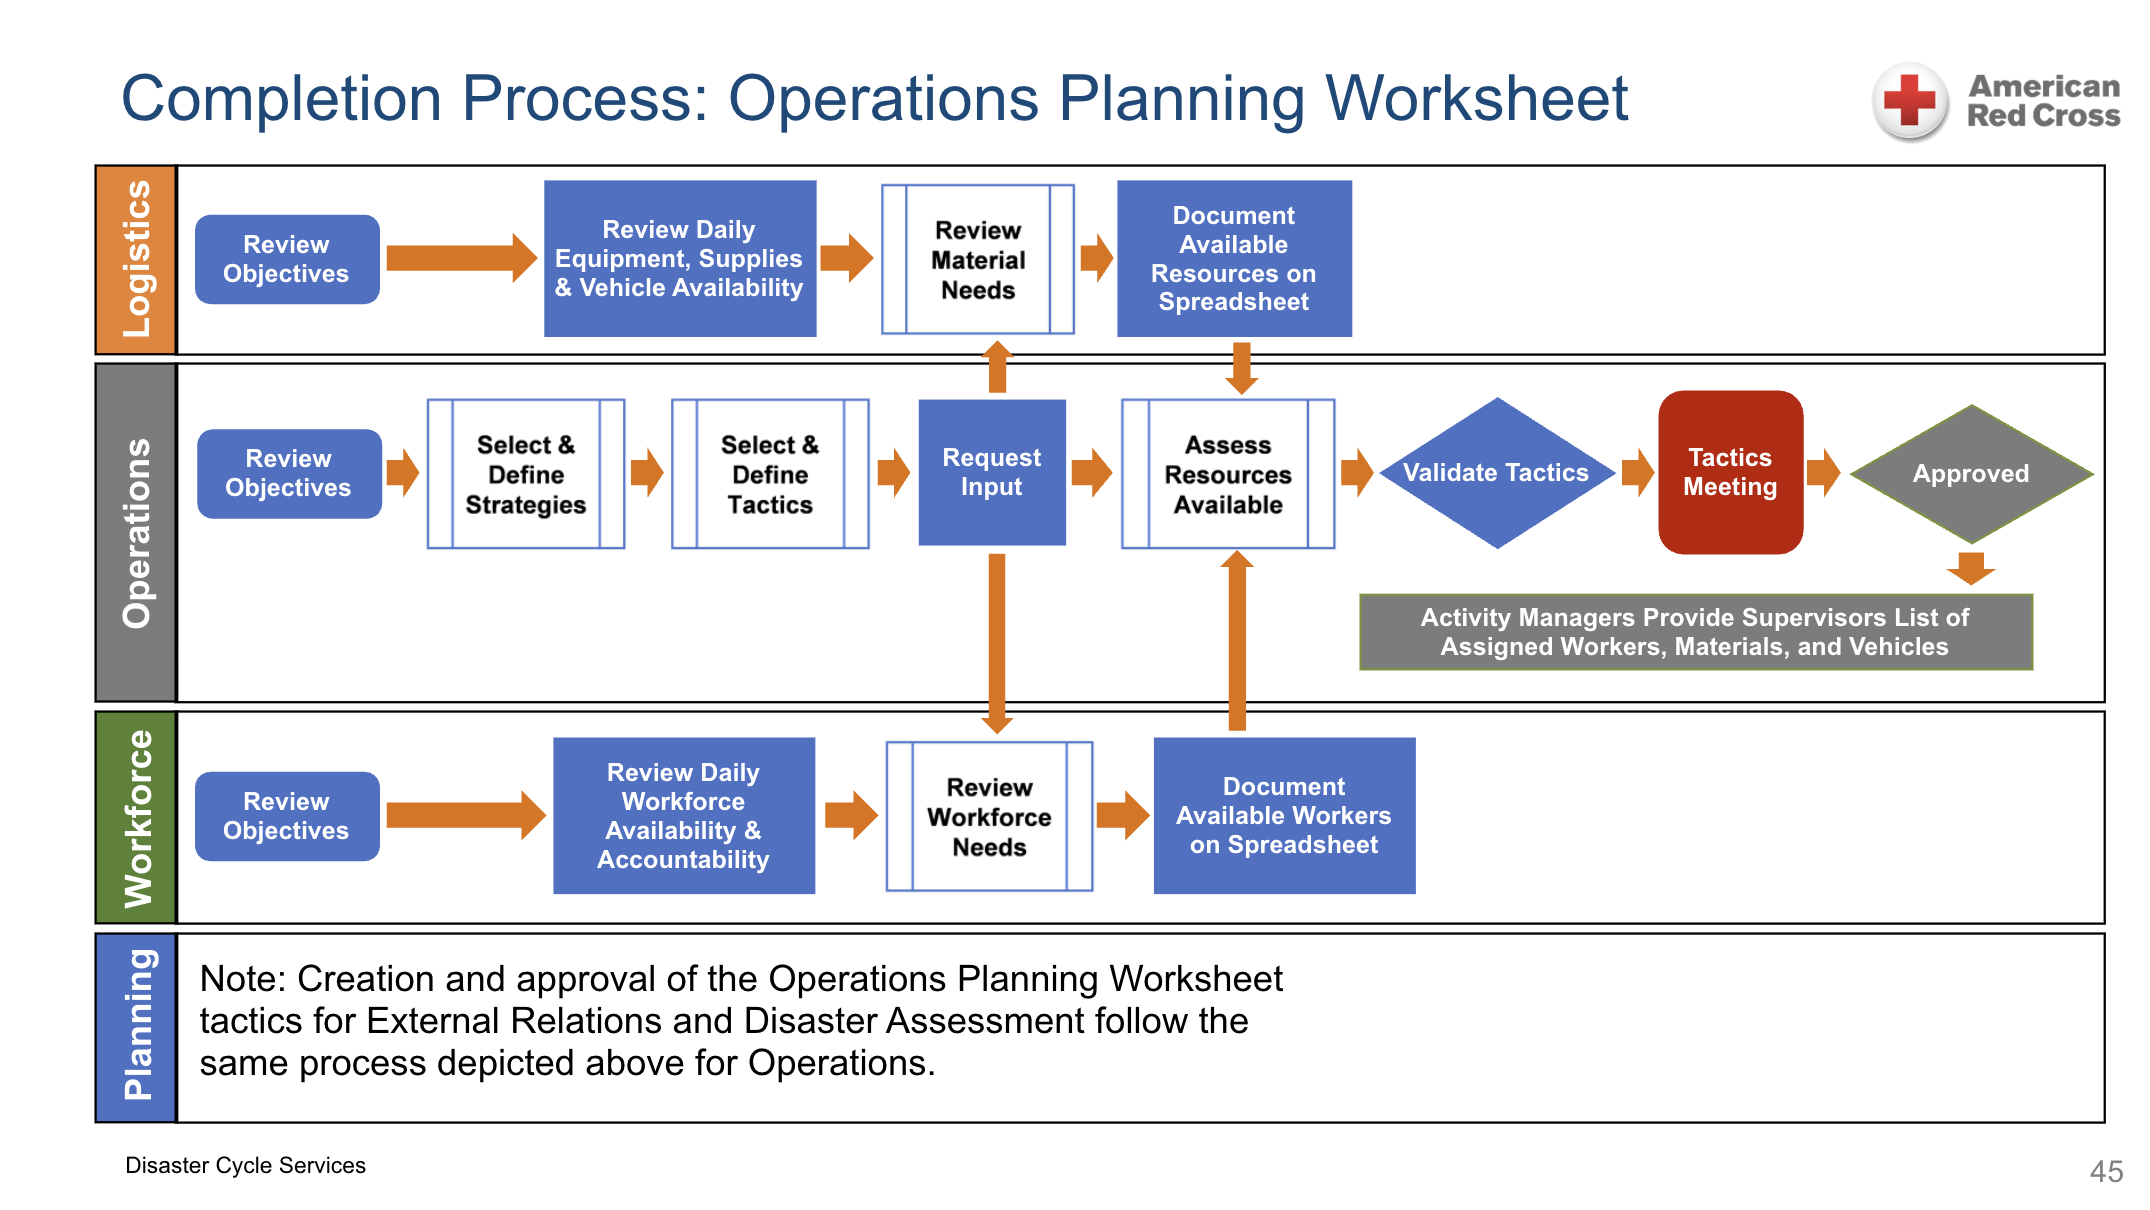 Completion Process: Operations Planning Worksheet
American
Red Cross
Logistics
Review
Objectives
Review Daily
Equipment, Supplies
& Vehicle Availability
Review
Material
Needs
Document
Available
Resources on
Spreadsheet
Operations
Review
Objectives
Select &
Define
Strategies
Select &
Define
Tactics
Request
Input
Assess
Resources
Available
Validate Tactics
Tactics
Meeting
Approved
Activity Managers Provide Supervisors List of
Assigned Workers, Materials, and Vehicles
Workforce
Review
Objectives
Review Daily
Workforce
Availability &
Accountability
Review
Workforce
Needs
Document
Available Workers
on Spreadsheet
Planning
Note: Creation and approval of the Operations Planning Worksheet
tactics for External Relations and Disaster Assessment follow the
same process depicted above for Operations.
Disaster Cycle Services
45